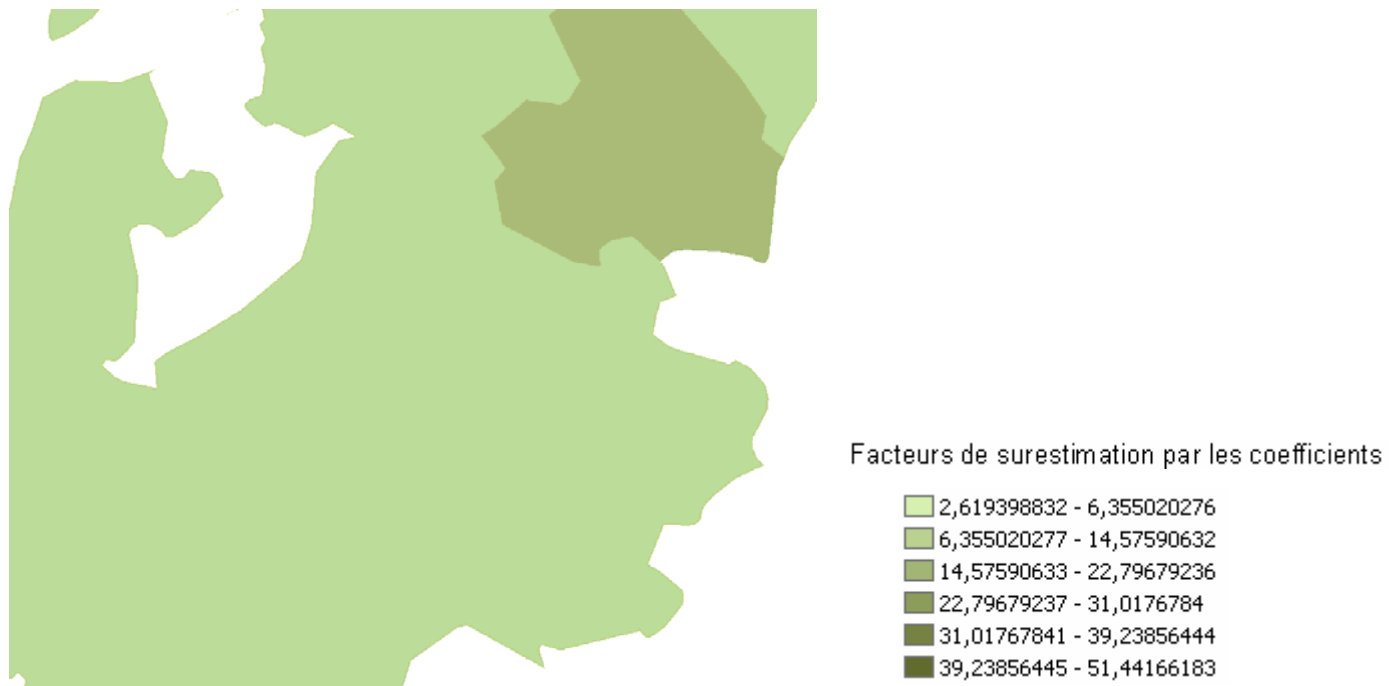 Facteurs de surestimation par les coefficients
2,619398832 - 6,355020276
6,355020277 - 14,57590632
14,57590633 - 22,79679236
22,79679237 - 31,0176784
31,01767841 - 39,23856444
39,23856445 - 51,44166183